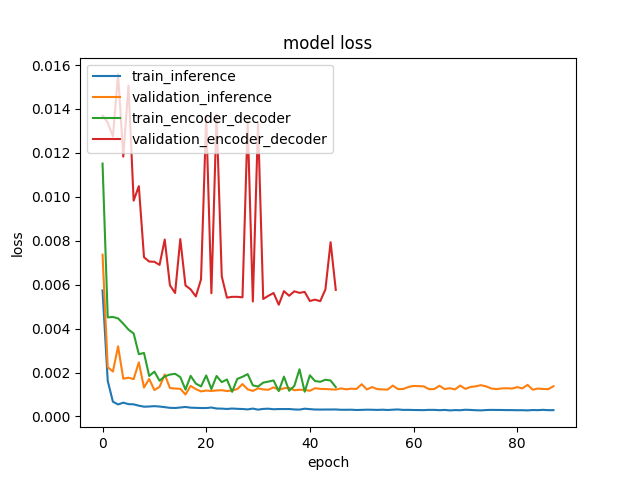 model loss
train_inference
validation_inference
train_encoder_decoder
validation_encoder_decoder
0.016
0.014
0.012
0.010
0.008
0.006
0.004
0.002
0.000
loss
0 20 40 60 80
epoch